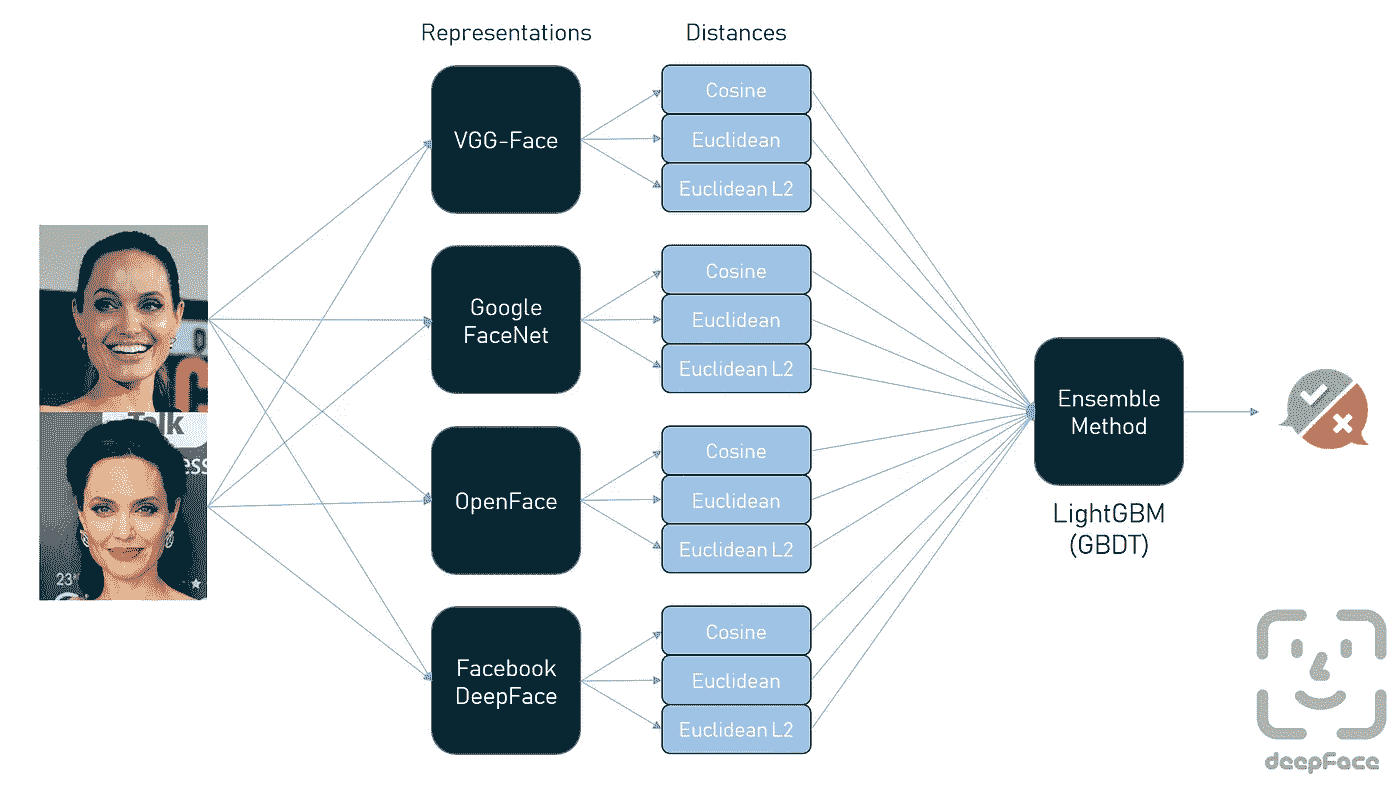 Representations
Distances
VGG-Face
Cosine
Euclidean
Euclidean L2
Google
FaceNet
Cosine
Euclidean
Euclidean L2
OpenFace
Cosine
Euclidean
Euclidean L2
Facebook
DeepFace
Cosine
Euclidean
Euclidean L2
Ensemble
Method
LightGBM
(GBDT)
Talk
ess
23°
deepFace